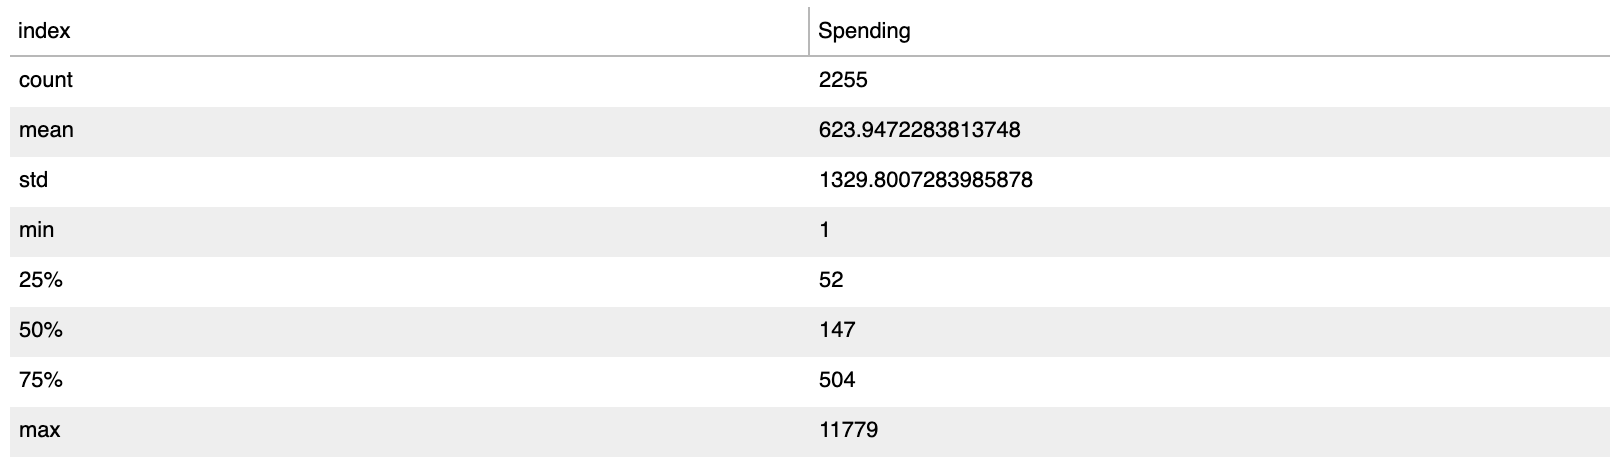 index Spending
count 2255
mean 623.9472283813748
std 1329.8007283985878
min 1
25% 52
50% 147
75% 504
max 11779